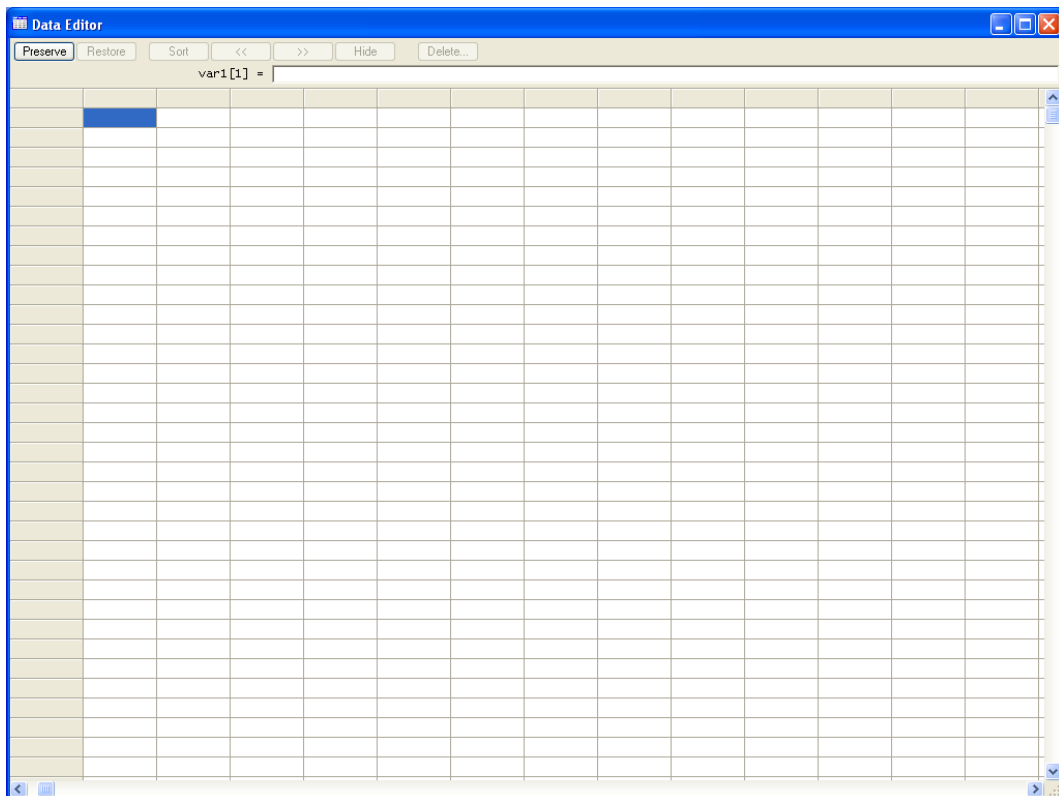 Data Editor
Preserve Restore Sort << >> Hide Delete...
var1[1] =